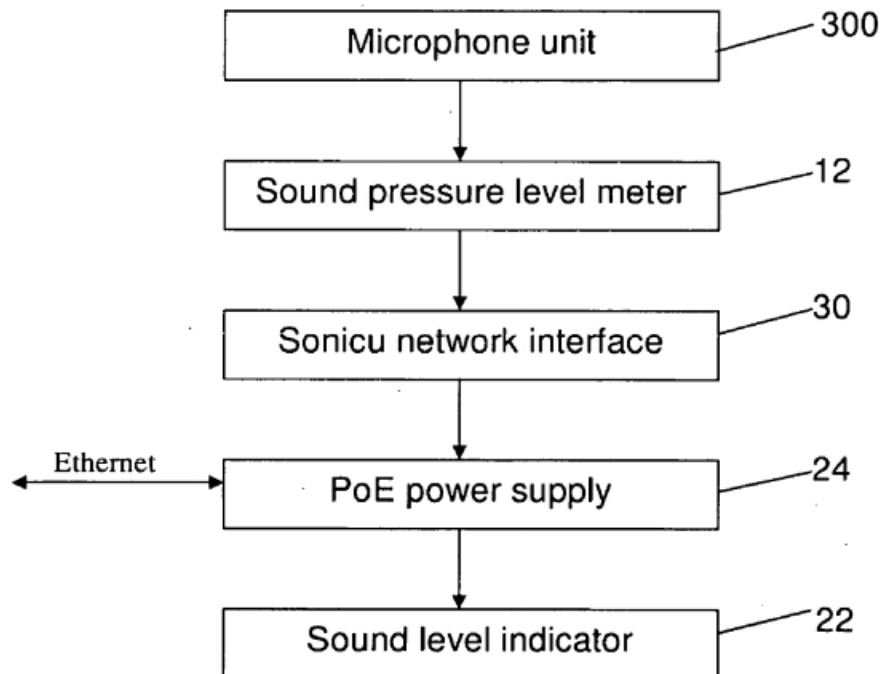 Microphone unit
300
Sound pressure level meter
12
Sonicu network interface
30
Ethernet
PoE power supply
24
Sound level indicator
22